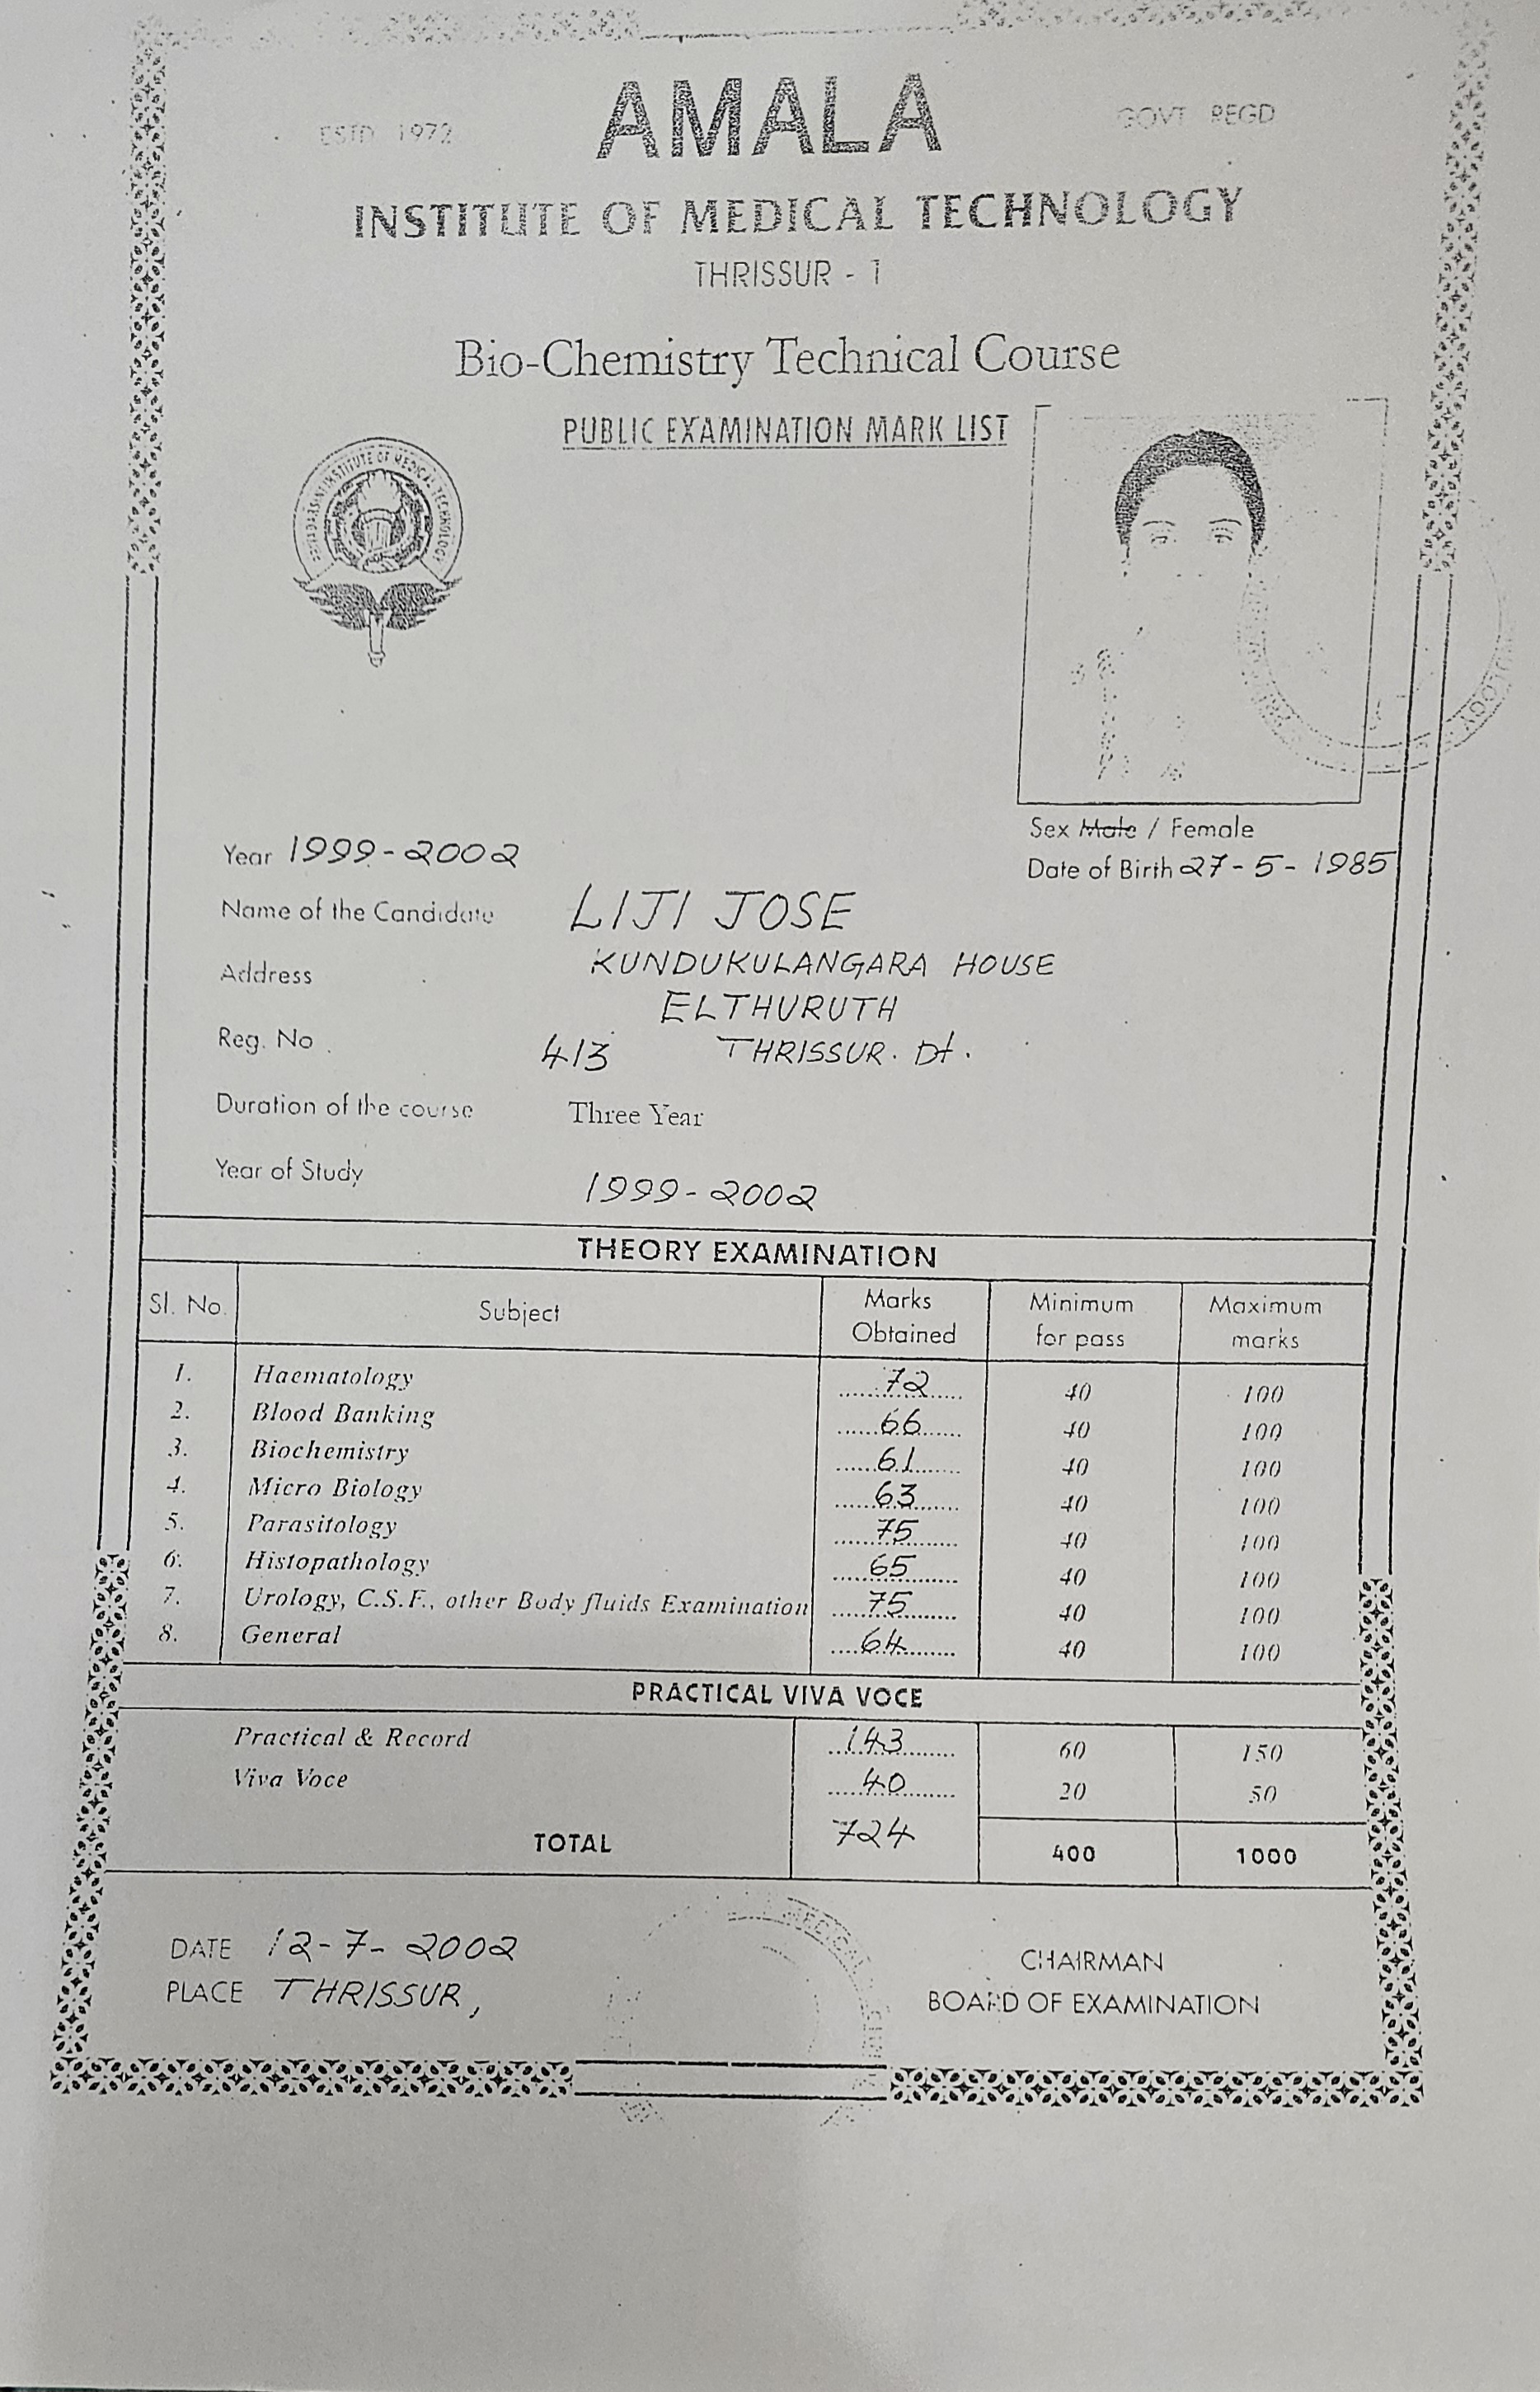 ESTD 1972
AMALA
GOVT REGD
INSTITUTE OF MEDICAL TECHNOLOGY
THRISSUR - 1
Bio-Chemistry Technical Course
PUBLIC EXAMINATION MARK LIST
INSTITUTE OF MEDICAL TECHNOLOGY
Sex Male / Female
Year 1999-2002
Date of Birth 27-5-1985
Name of the Candidate LIJI JOSE
Address KUNDUKULANGARA HOUSE
ELTHURUTH
Reg. No 413 THRISSUR. Dt.
Duration of the course Three Year
Year of Study 1999-2002
THEORY EXAMINATION
Sl. No. Subject Marks Obtained Minimum for pass Maximum marks
1. Haematology 72 40 100
2. Blood Banking 66 40 100
3. Biochemistry 61 40 100
4. Micro Biology 63 40 100
5. Parasitology 75 40 100
6. Histopathology 65 40 100
7. Urology, C.S.F., other Body fluids Examination 75 40 100
8. General 64 40 100
PRACTICAL VIVA VOCE
Practical & Record 143 60 150
Viva Voce 40 20 50
TOTAL 724 400 1000
DATE 12-7-2002
PLACE THRISSUR,
CHAIRMAN
BOARD OF EXAMINATION
MEDICAL